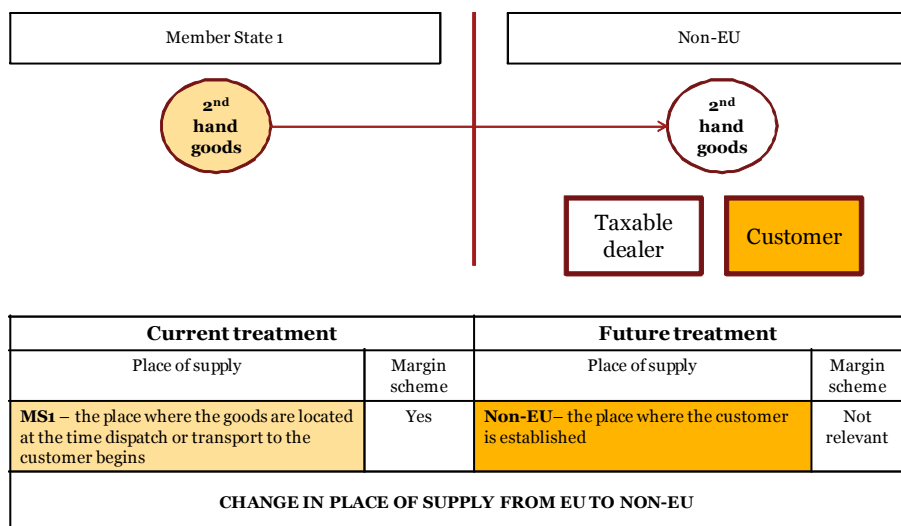 Member State 1
Non-EU
2nd
hand
goods
2nd
hand
goods
Taxable
dealer
Customer
Current treatment
Future treatment
Place of supply
Margin
scheme
Place of supply
Margin
scheme
MS1 – the place where the goods are located
at the time dispatch or transport to the
customer begins
Yes
Non-EU– the place where the customer
is established
Not
relevant
CHANGE IN PLACE OF SUPPLY FROM EU TO NON-EU